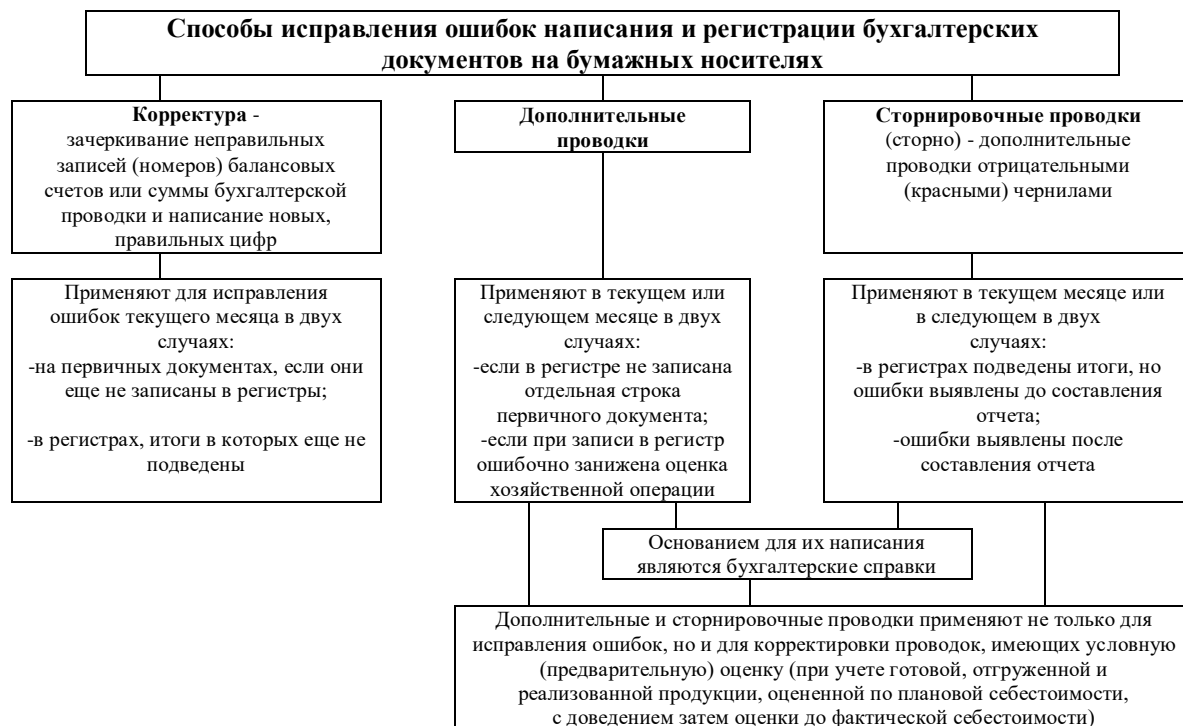 Способы исправления ошибок написания и регистрации бухгалтерских
документов на бумажных носителях
Корректура -
зачеркивание неправильных
записей (номеров) балансовых
счетов или суммы бухгалтерской
проводки и написание новых,
правильных цифр
Дополнительные
проводки
Сторнировочные проводки
(сторно) - дополнительные
проводки отрицательными
(красными) чернилами
Применяют для исправления
ошибок текущего месяца в двух
случаях:
-на первичных документах, если они
еще не записаны в регистры;
-в регистрах, итоги в которых еще не
подведены
Применяют в текущем или
следующем месяце в двух
случаях:
-если в регистре не записана
отдельная строка
первичного документа;
-если при записи в регистр
ошибочно занижена оценка
хозяйственной операции
Применяют в текущем месяце или
в следующем в двух
случаях:
-в регистрах подведены итоги, но
ошибки выявлены до составления
отчета;
-ошибки выявлены после
составления отчета
Основанием для их написания
являются бухгалтерские справки
Дополнительные и сторнировочные проводки применяют не только для
исправления ошибок, но и для корректировки проводок, имеющих условную
(предварительную) оценку (при учете готовой, отгруженной и
реализованной продукции, оцененной по плановой себестоимости,
с доведением затем оценки до фактической себестоимости)